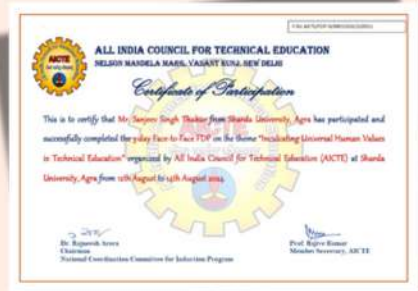 ALL INDIA COUNCIL FOR TECHNICAL EDUCATION
NELSON MANDELA MARG, VASANT KUNJ, NEW DELHI
Certificate of Participation
This is to certify that Mr. Sanjeev Singh Thakur from Sharda University, Agra has participated and
successfully completed the 3-day Face to Face FDP on the theme "Inculcating Universal Human Values
in Technical Education" organized by All India Council for Technical Education (AICTE) at Sharda
University, Agra from 12th August to 14th August 2024
Dr. Rajneesh Arora
Chairman
National Coordination Committee for Induction Program
Prof. Rajive Kumar
Member Secretary, AICTE
AICTE